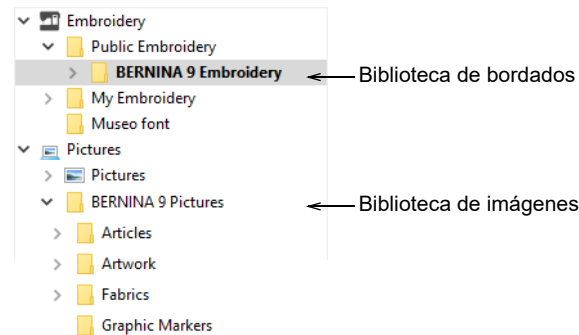 Embroidery
Public Embroidery
BERNINA 9 Embroidery
Biblioteca de bordados
My Embroidery
Museo font
Pictures
Pictures
BERNINA 9 Pictures
Biblioteca de imágenes
Articles
Artwork
Fabrics
Graphic Markers